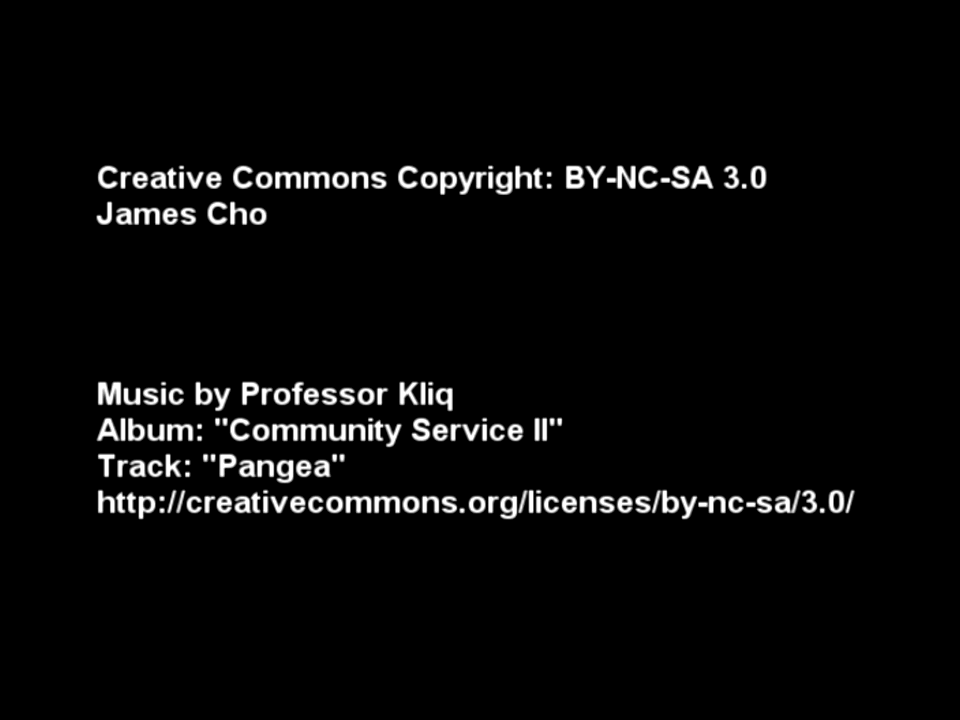 Creative Commons Copyright: BY-NC-SA 3.0
James Cho
Music by Professor Kliq
Album: "Community Service II"
Track: "Pangea"
http://creativecommons.org/licenses/by-nc-sa/3.0/